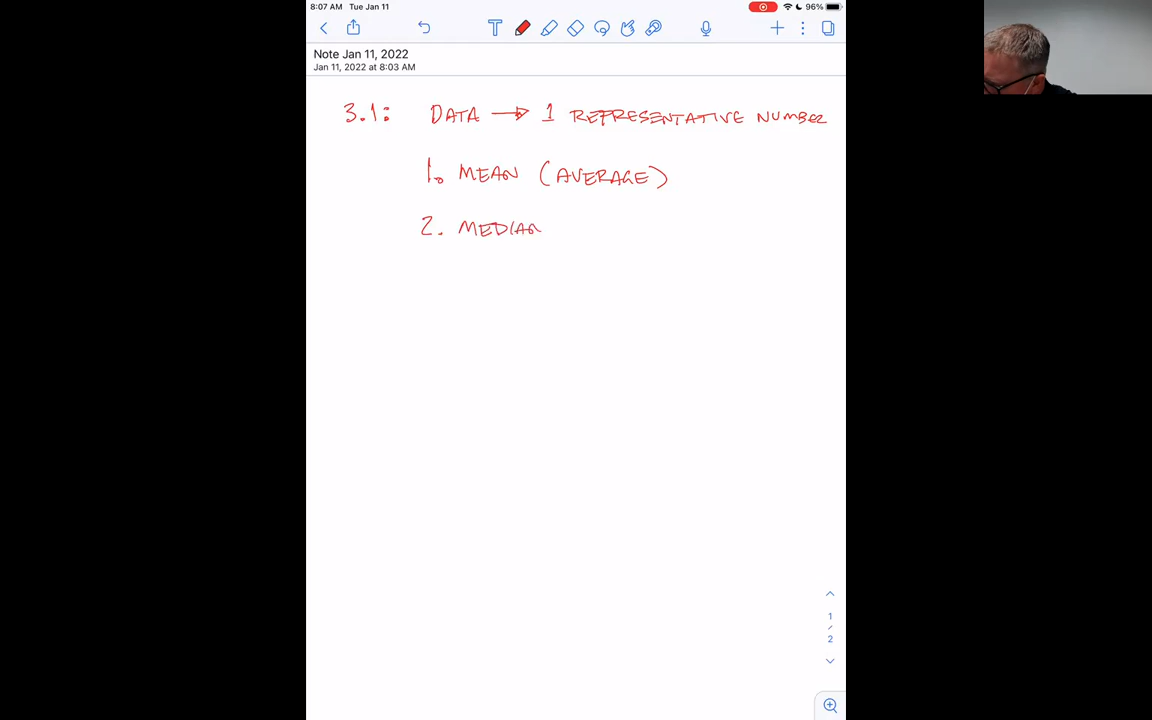 8:07 AM Tue Jan 11 96%
Note Jan 11, 2022
Jan 11, 2022 at 8:03 AM
3.1: DATA → 1 REPRESENTATIVE NUMBER
1. MEAN (AVERAGE)
2. MEDIAN
1
/
2